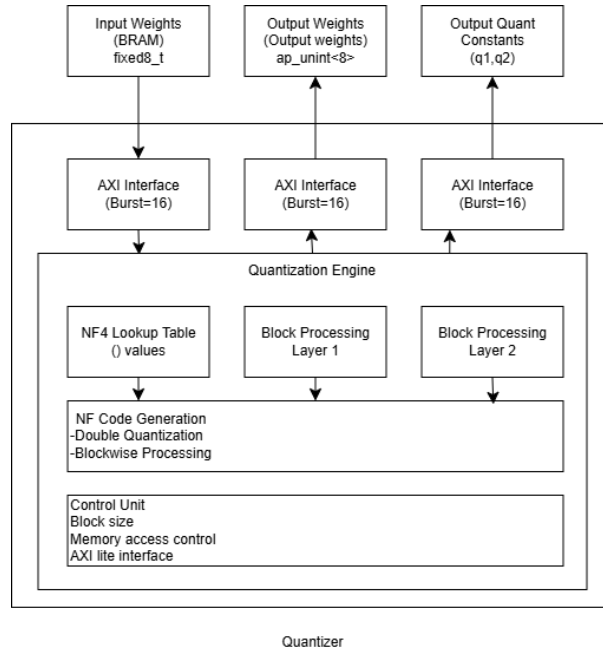 Input Weights
(BRAM)
fixed8_t
Output Weights
(Output weights)
ap_unint<8>
Output Quant
Constants
(q1,q2)
AXI Interface
(Burst=16)
AXI Interface
(Burst=16)
AXI Interface
(Burst=16)
Quantization Engine
NF4 Lookup Table
() values
Block Processing
Layer 1
Block Processing
Layer 2
NF Code Generation
-Double Quantization
-Blockwise Processing
Control Unit
Block size
Memory access control
AXI lite interface
Quantizer